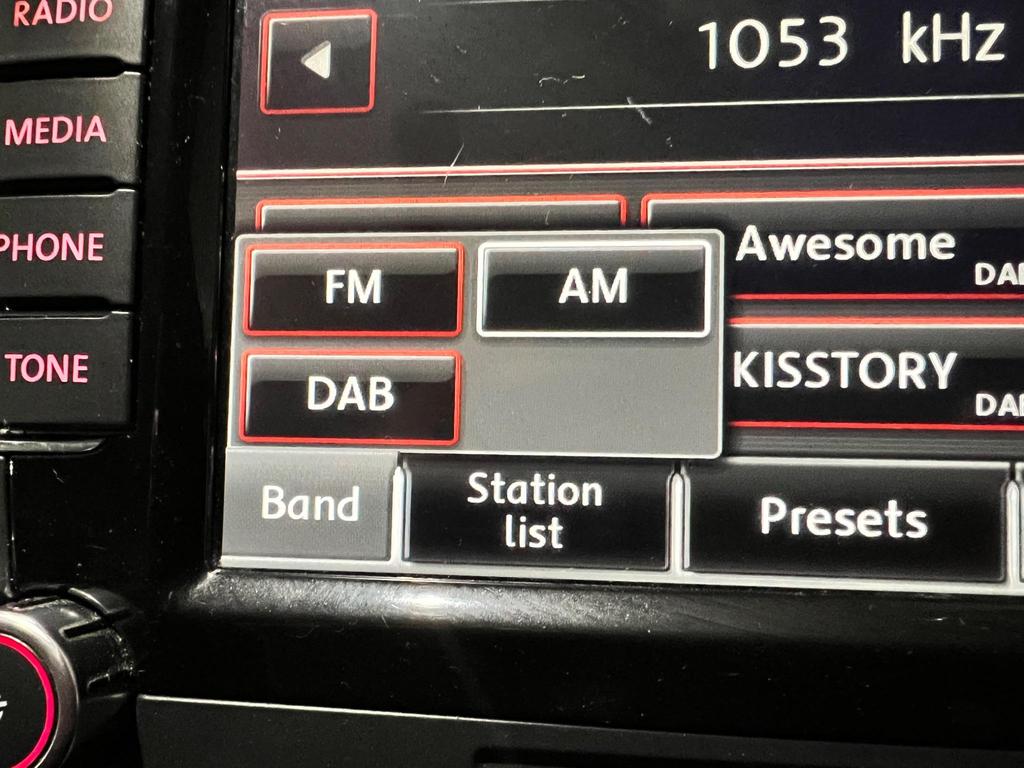 RADIO
MEDIA
PHONE
TONE
1053 kHz
FM
AM
DAB
Awesome
KISSTORY
Band
Station
list
Presets